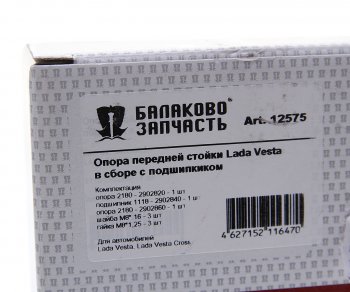 БАЛАКОВО
ЗАПЧАСТЬ
Art. 12575
Опора передней стойки Lada Vesta
в сборе с подшипкиком
Комплектация
опора 2180 - 2902820 - 1 шт
подшипник 1118 - 2902840 - 1 шт
опора 2180 - 2902860 - 1 шт
шайба М8* 16 - 3 шт
гайка М8*1,25 - 3 шт
Для автомобилей
Lada Vesta, Lada Vesta Cross,
4 627152 116470